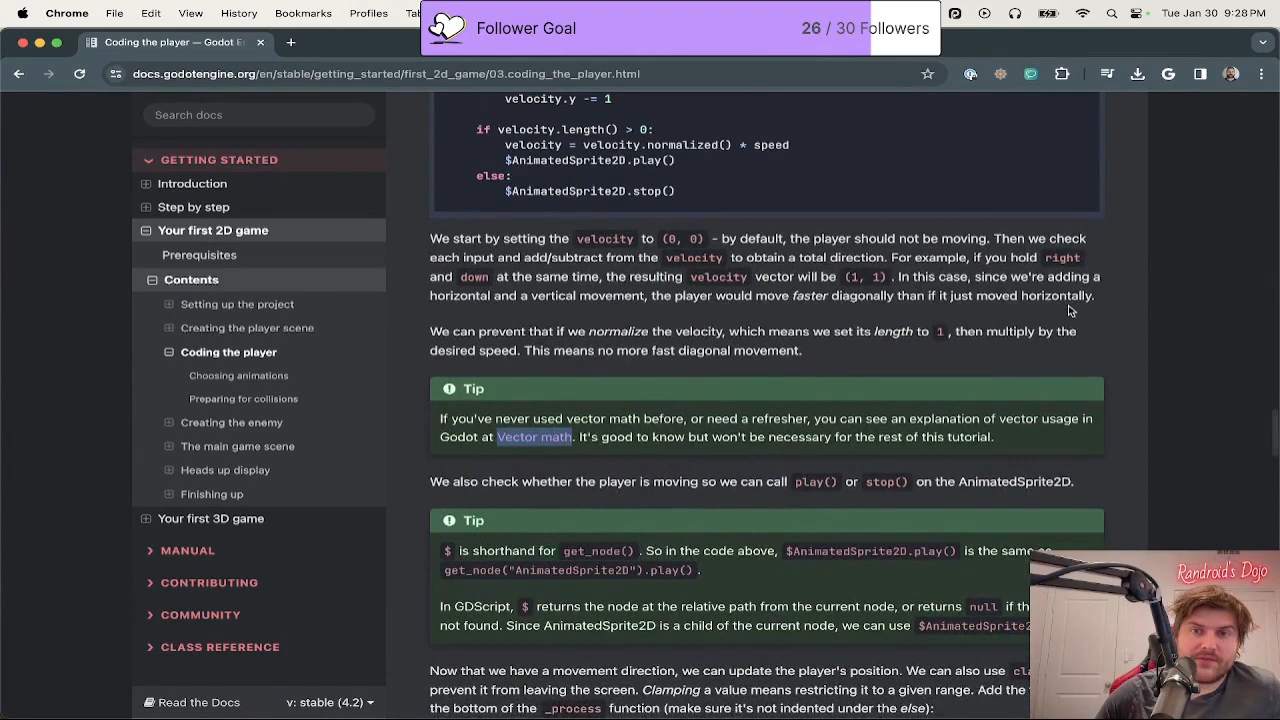 View
History
Bookmarks
Profiles
Tab
Tue Jan 30 9:28 PM
Follower Goal
26 / 30 Followers
Coding the player — Godot E
docs.godotengine.org/en/stable/getting_started/first_2d_game/03.coding_the_player.html
Search docs
GETTING STARTED
Introduction
Step by step
Your first 2D game
Prerequisites
Contents
Setting up the project
Creating the player scene
Coding the player
Choosing animations
Preparing for collisions
Creating the enemy
The main game scene
Heads up display
Finishing up
Your first 3D game
MANUAL
CONTRIBUTING
COMMUNITY
CLASS REFERENCE
Read the Docs
v: stable (4.2)
velocity.y -= 1
if velocity.length() > 0:
velocity = velocity.normalized() * speed
$AnimatedSprite2D.play()
else:
$AnimatedSprite2D.stop()
We start by setting the velocity to (0, 0) - by default, the player should not be moving. Then we check
each input and add/subtract from the velocity to obtain a total direction. For example, if you hold right
and down at the same time, the resulting velocity vector will be (1, 1). In this case, since we're adding a
horizontal and a vertical movement, the player would move faster diagonally than if it just moved horizontally.
We can prevent that if we normalize the velocity, which means we set its length to 1, then multiply by the
desired speed. This means no more fast diagonal movement.
Tip
If you've never used vector math before, or need a refresher, you can see an explanation of vector usage in
Godot at Vector math. It's good to know but won't be necessary for the rest of this tutorial.
We also check whether the player is moving so we can call play() or stop() on the AnimatedSprite2D.
Tip
$ is shorthand for get_node(). So in the code above, $AnimatedSprite2D.play() is the same as
get_node("AnimatedSprite2D").play().
In GDScript, $ returns the node at the relative path from the current node, or returns null if the
not found. Since AnimatedSprite2D is a child of the current node, we can use $AnimatedSprite2
Now that we have a movement direction, we can update the player's position. We can also use cla
prevent it from leaving the screen. Clamping a value means restricting it to a given range. Add the
the bottom of the _process function (make sure it's not indented under the else):
Randroid's Dojo